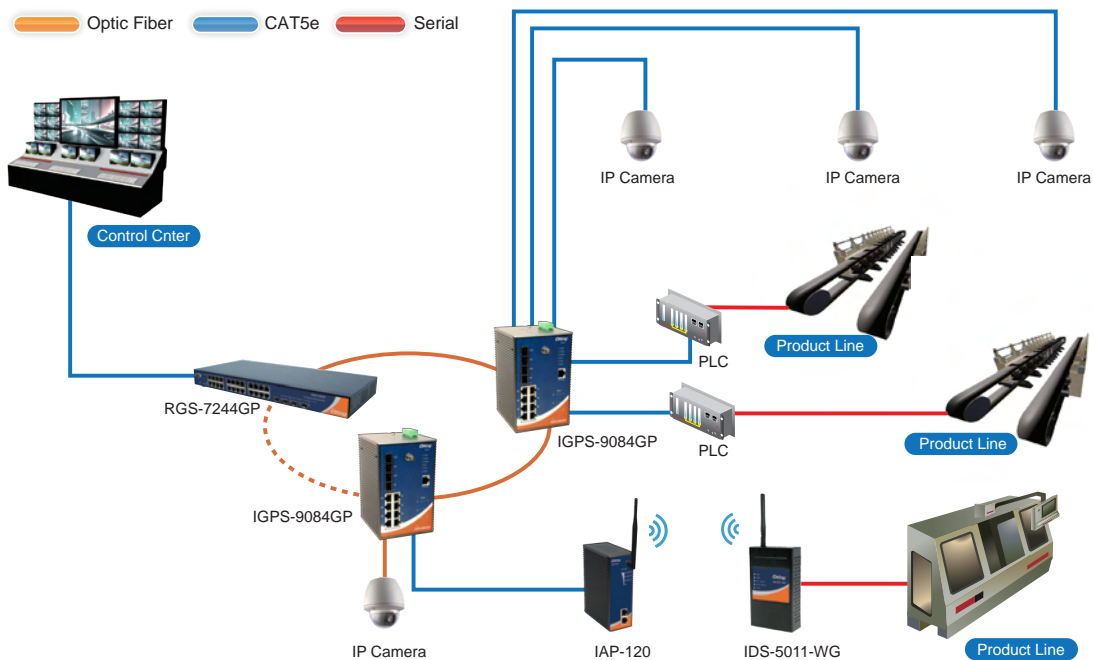 Optic Fiber
CAT5e
Serial
IP Camera
IP Camera
IP Camera
Control Cnter
PLC
Product Line
RGS-7244GP
IGPS-9084GP
PLC
Product Line
IGPS-9084GP
IP Camera
IAP-120
IDS-5011-WG
Product Line